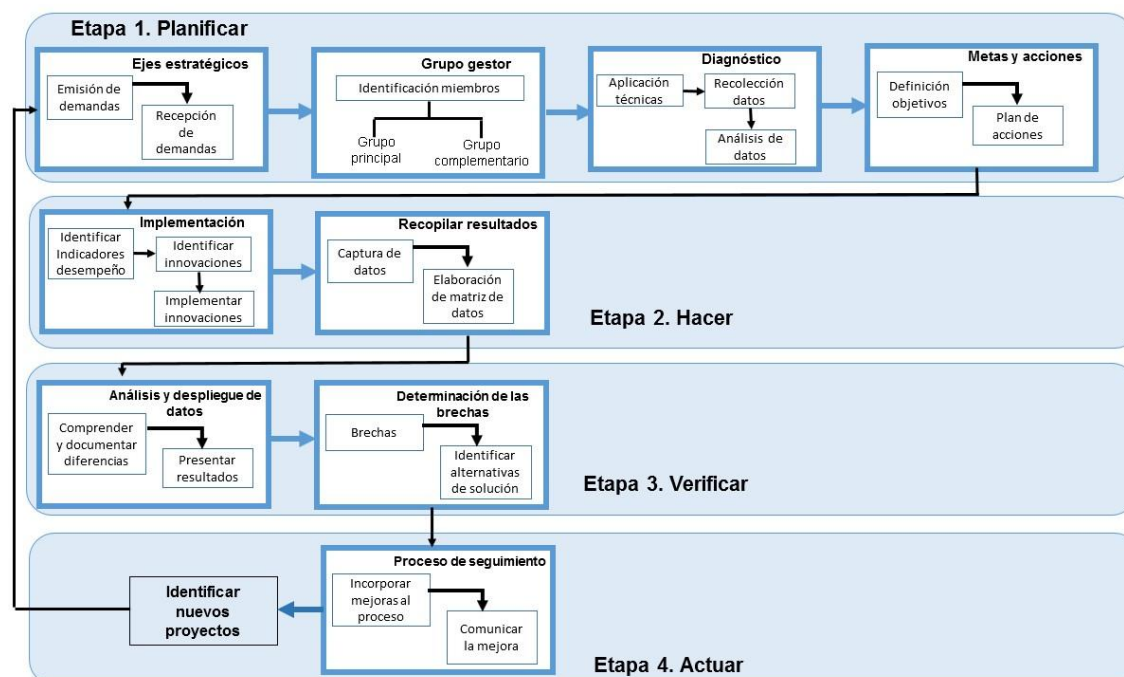 Etapa 1. Planificar
Ejes estratégicos
Emisión de
demandas
Recepción
de
demandas
Grupo gestor
Identificación miembros
Grupo
principal
Grupo
complementario
Diagnóstico
Aplicación
técnicas
Recolección
datos
Análisis de
datos
Metas y acciones
Definición
objetivos
Plan de
acciones
Implementación
Identificar
Indicadores
desempeño
Identificar
innovaciones
Implementar
innovaciones
Recopilar resultados
Captura de
datos
Elaboración
de matriz de
datos
Etapa 2. Hacer
Análisis y despliegue de
datos
Comprender
y documentar
diferencias
Presentar
resultados
Determinación de las
brechas
Brechas
Identificar
alternativas
de solución
Etapa 3. Verificar
Proceso de seguimiento
Incorporar
mejoras al
proceso
Comunicar
la mejora
Identificar
nuevos
proyectos
Etapa 4. Actuar